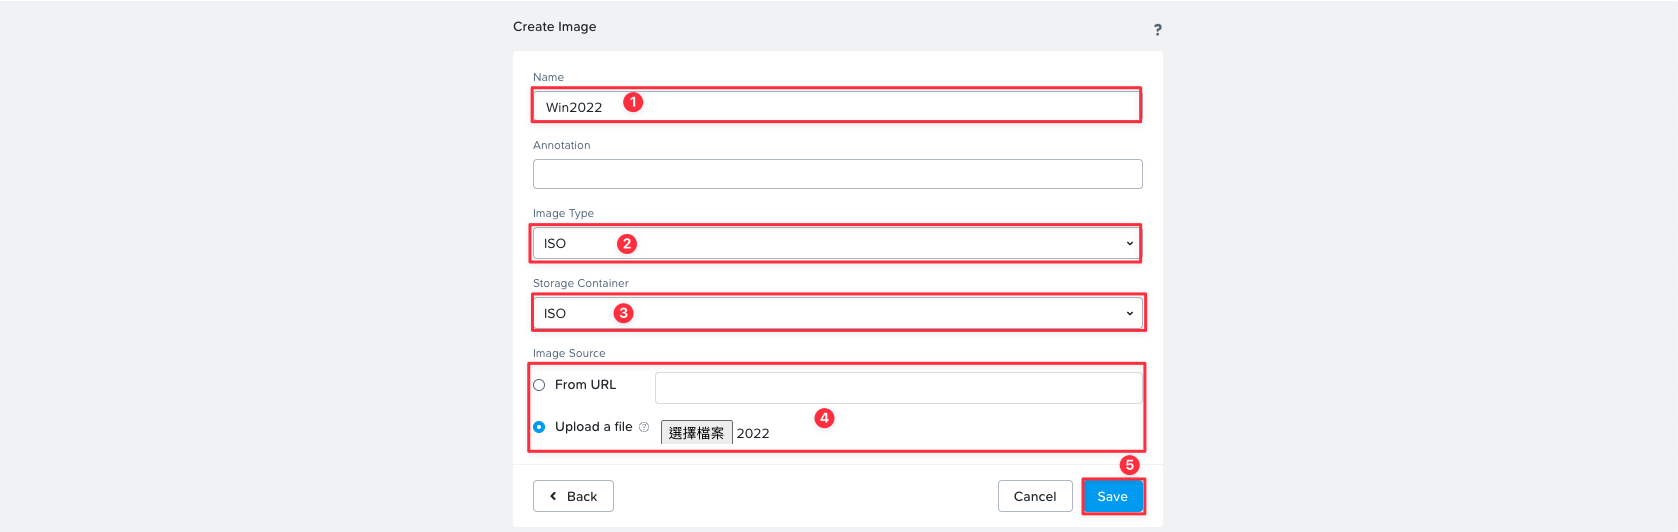 Create Image
?
Name
Win2022 1
Annotation
Image Type
ISO 2
Storage Container
ISO 3
Image Source
From URL
4
Upload a file ? 選擇檔案 2022
5
Back Cancel Save